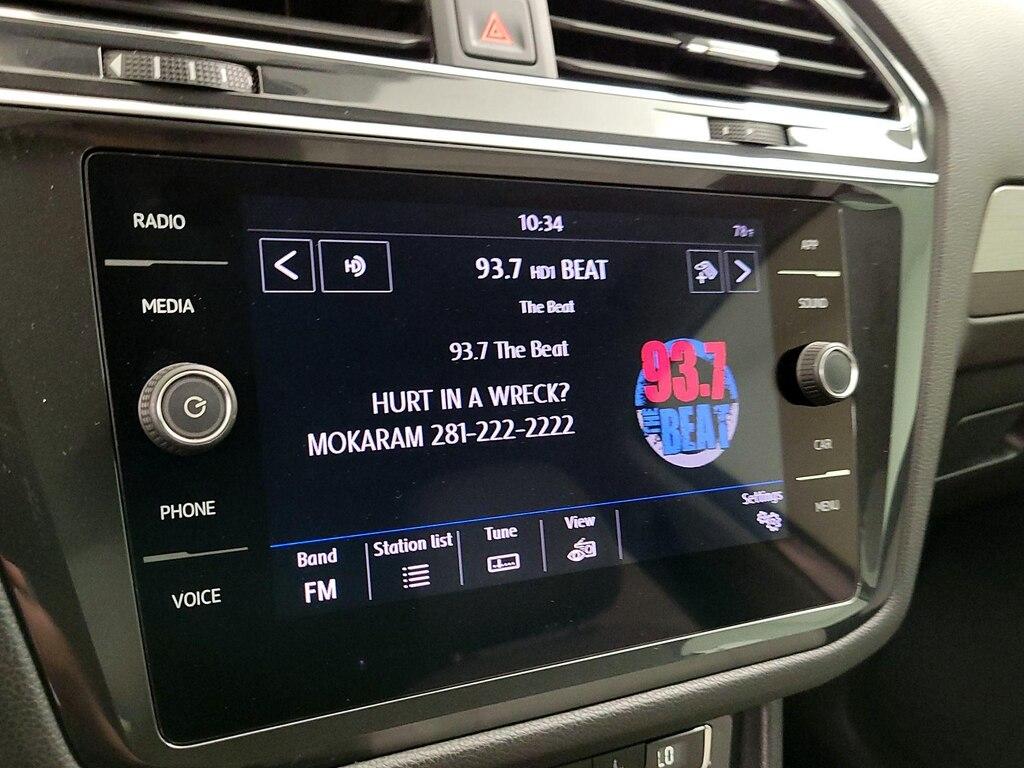 RADIO
MEDIA
PHONE
VOICE
10:34
78°F
93.7 HD1 BEAT
The Beat
93.7 The Beat
HURT IN A WRECK?
MOKARAM 281-222-2222
93.7
THE
BEAT
Band
FM
Station list
Tune
View
Settings
APP
SOUND
CAR
MENU
LO